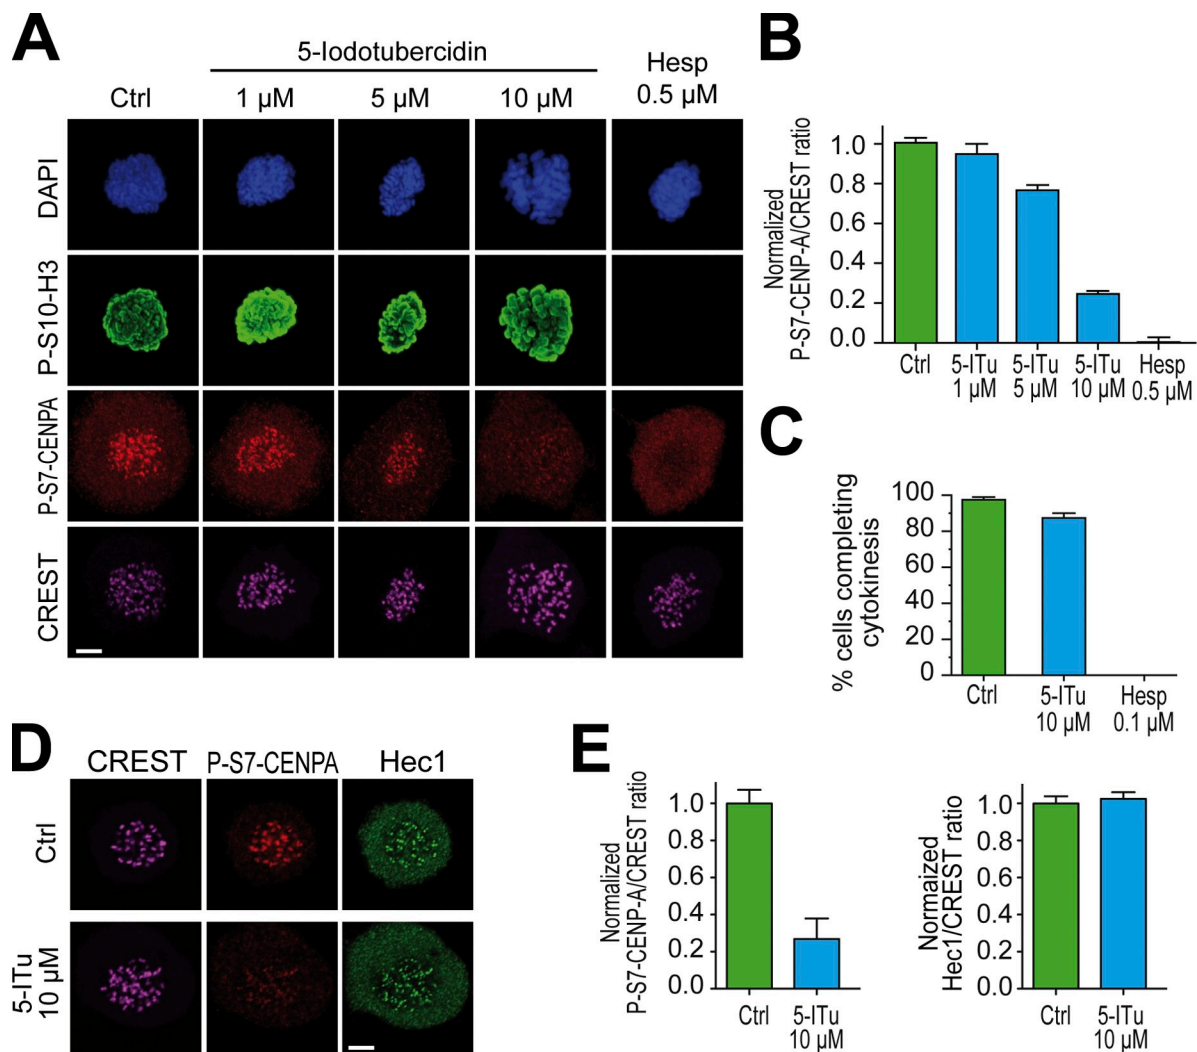 A
5-Iodotubercidin
Hesp
Ctrl
1 µM
5 µM
10 µM
0.5 µM
DAPI
P-S10-H3
P-S7-CENPA
CREST
B
Normalized
P-S7-CENP-A/CREST ratio
1.0
0.8
0.6
0.4
0.2
0.0
Ctrl
5-ITu
1 µM
5-ITu
5 µM
5-ITu
10 µM
Hesp
0.5 µM
C
% cells completing
cytokinesis
100
80
60
40
20
0
Ctrl
5-ITu
10 µM
Hesp
0.1 µM
D
CREST
P-S7-CENPA
Hec1
Ctrl
5-ITu
10 µM
E
Normalized
P-S7-CENP-A/CREST ratio
1.0
0.8
0.6
0.4
0.2
0.0
Ctrl
5-ITu
10 µM
Normaized
Hec1/CREST ratio
1.0
0.8
0.6
0.4
0.2
0.0
Ctrl
5-ITu
10 µM